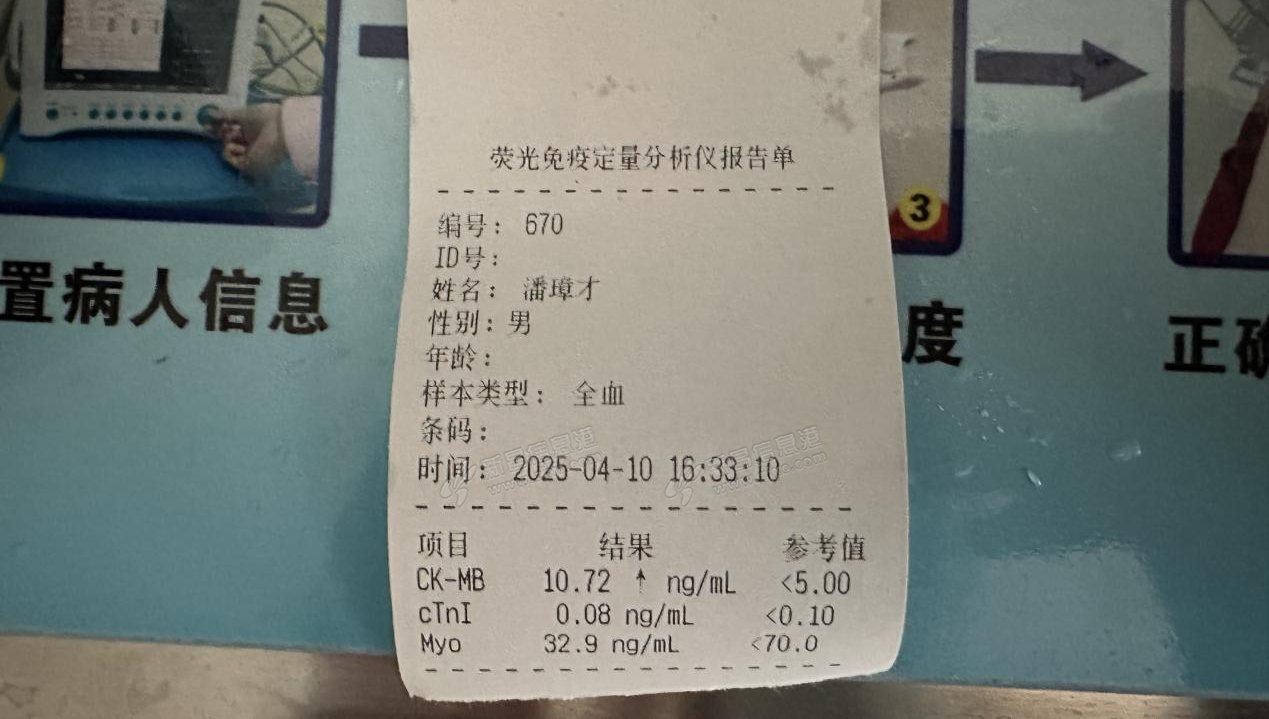 荧光免疫定量分析仪报告单
编号: 670
ID号:
姓名: 潘璋才
性别: 男
年龄:
样本类型: 全血
条码:
时间: 2025-04-10 16:33:10
项目 结果 参考值
CK-MB 10.72 ↑ ng/mL <5.00
cTnI 0.08 ng/mL <0.10
Myo 32.9 ng/mL <70.0
置病人信息
3
度
正确